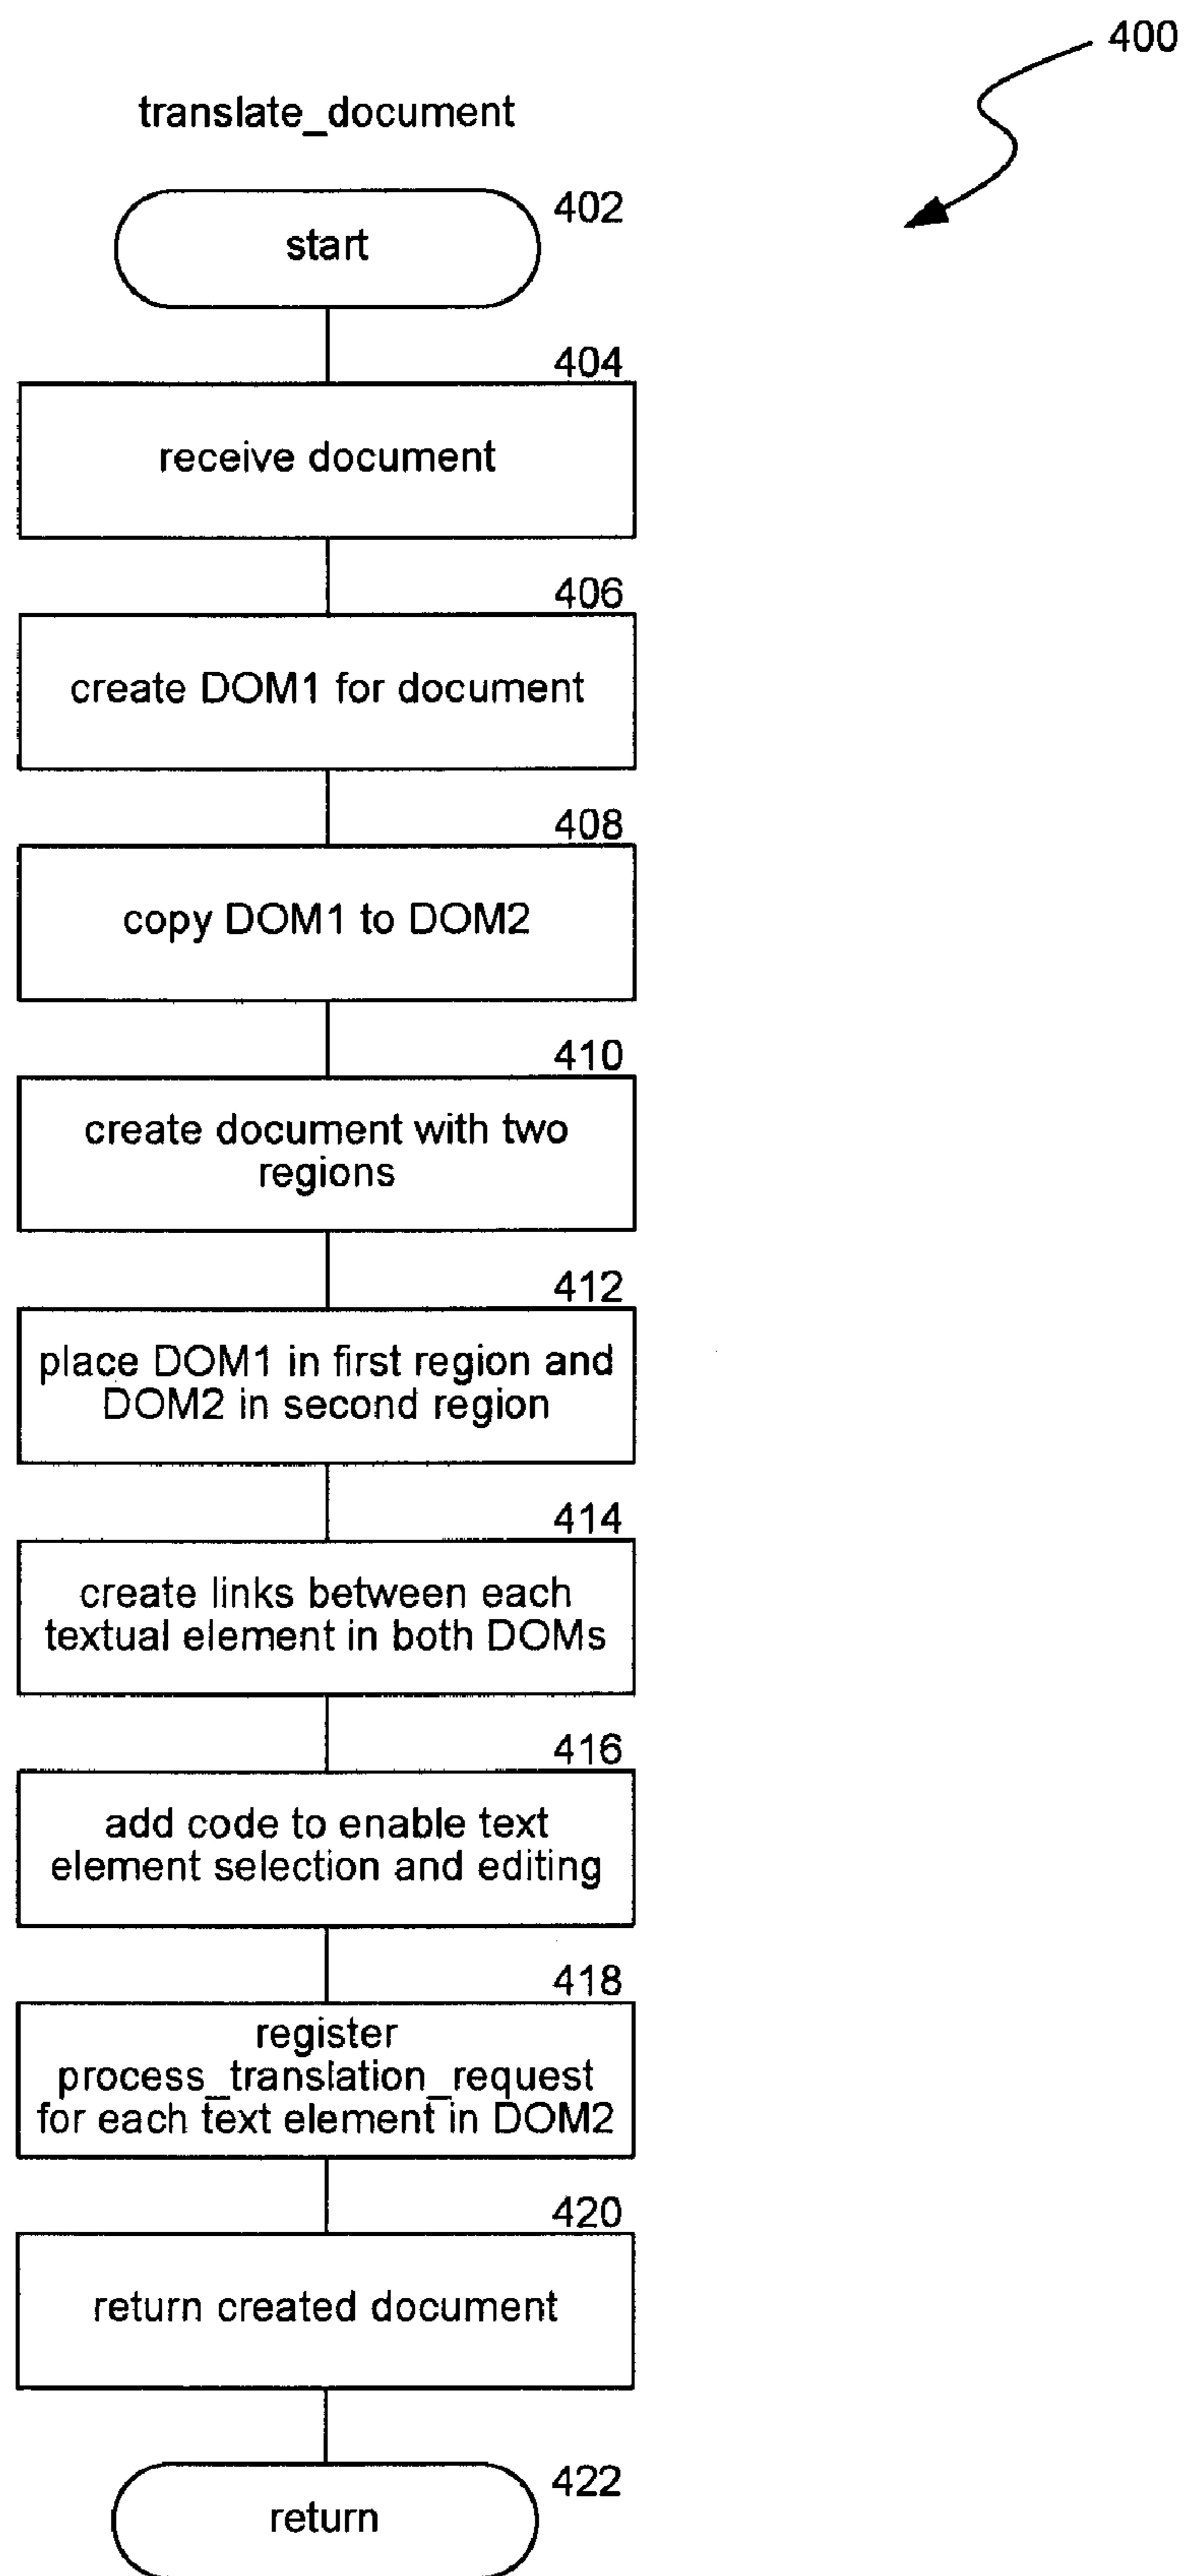 400
translate_document
402
start
404
receive document
406
create DOM1 for document
408
copy DOM1 to DOM2
410
create document with two
regions
412
place DOM1 in first region and
DOM2 in second region
414
create links between each
textual element in both DOMs
416
add code to enable text
element selection and editing
418
register
process_translation_request
for each text element in DOM2
420
return created document
422
return